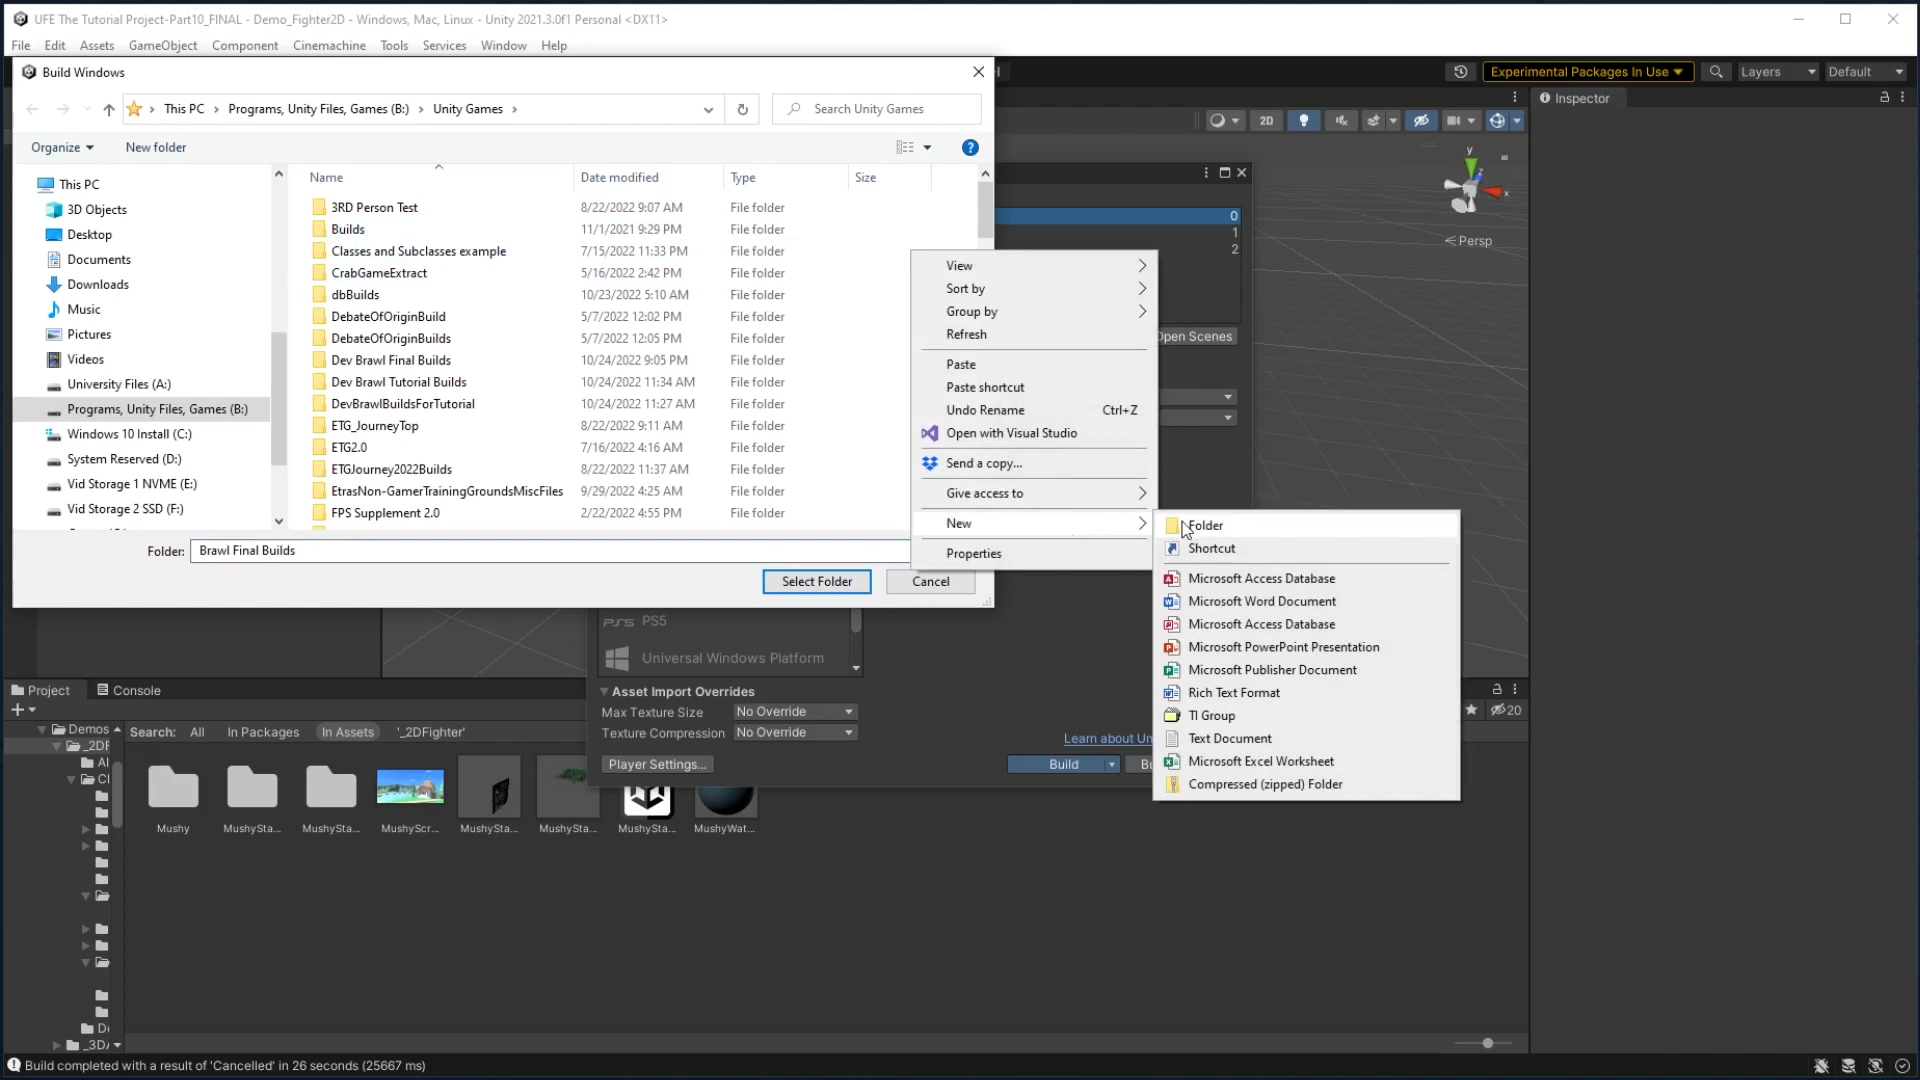 UFE The Tutorial Project-Part10_FINAL - Demo_Fighter2D - Windows, Mac, Linux - Unity 2021.3.0f1 Personal <DX11>
File Edit Assets GameObject Component Cinemachine Tools Services Window Help
Build Windows
Experimental Packages In Use Layers Default
This PC Programs, Unity Files, Games (B:) Unity Games
Search Unity Games
Inspector
2D
Organize New folder
Name Date modified Type Size
This PC
3D Objects
Desktop
Documents
Downloads
Music
Pictures
Videos
University Files (A:)
Programs, Unity Files, Games (B:)
Windows 10 Install (C:)
System Reserved (D:)
Vid Storage 1 NVME (E:)
Vid Storage 2 SSD (F:)
3RD Person Test 8/22/2022 9:07 AM File folder
Builds 11/1/2021 9:29 PM File folder
Classes and Subclasses example 7/15/2022 11:33 PM File folder
CrabGameExtract 5/16/2022 2:42 PM File folder
dbBuilds 10/23/2022 5:10 AM File folder
DebateOfOriginBuild 5/7/2022 12:02 PM File folder
DebateOfOriginBuilds 5/7/2022 12:05 PM File folder
Dev Brawl Final Builds 10/24/2022 9:05 PM File folder
Dev Brawl Tutorial Builds 10/24/2022 11:34 AM File folder
DevBrawlBuildsForTutorial 10/24/2022 11:27 AM File folder
ETG_JourneyTop 8/22/2022 9:11 AM File folder
ETG2.0 7/16/2022 4:16 AM File folder
ETGJourney2022Builds 8/22/2022 11:37 AM File folder
EtrasNon-GamerTrainingGroundsMiscFiles 9/29/2022 4:25 AM File folder
FPS Supplement 2.0 2/22/2022 4:55 PM File folder
Folder: Brawl Final Builds
Select Folder Cancel
0
1
2
y
x
z
Persp
Open Scenes
View
Sort by
Group by
Refresh
Paste
Paste shortcut
Undo Rename Ctrl+Z
Open with Visual Studio
Send a copy...
Give access to
New
Properties
Folder
Shortcut
Microsoft Access Database
Microsoft Word Document
Microsoft Access Database
Microsoft PowerPoint Presentation
Microsoft Publisher Document
Rich Text Format
TI Group
Text Document
Microsoft Excel Worksheet
Compressed (zipped) Folder
PS5 PS5
Universal Windows Platform
Asset Import Overrides
Max Texture Size No Override
Texture Compression No Override
Player Settings...
Learn about Un
Build Bu
Project Console
20
Search: All In Packages In Assets '_2DFighter'
Demos
_2DF
Al
Cl
De
_3D/
Mushy MushySta... MushySta... MushyScr... MushySta... MushySta... MushySta... MushyWat...
Build completed with a result of 'Cancelled' in 26 seconds (25667 ms)